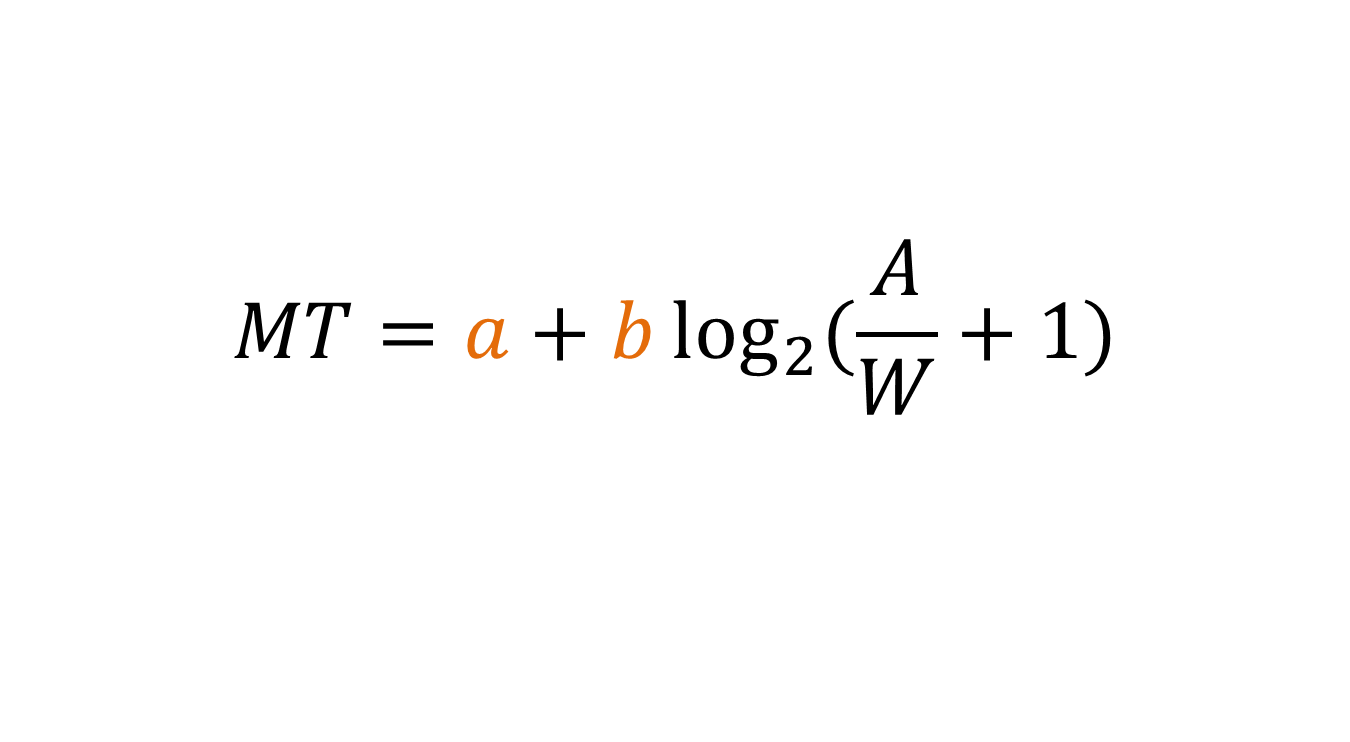 MT = a + b log₂(A/W + 1)